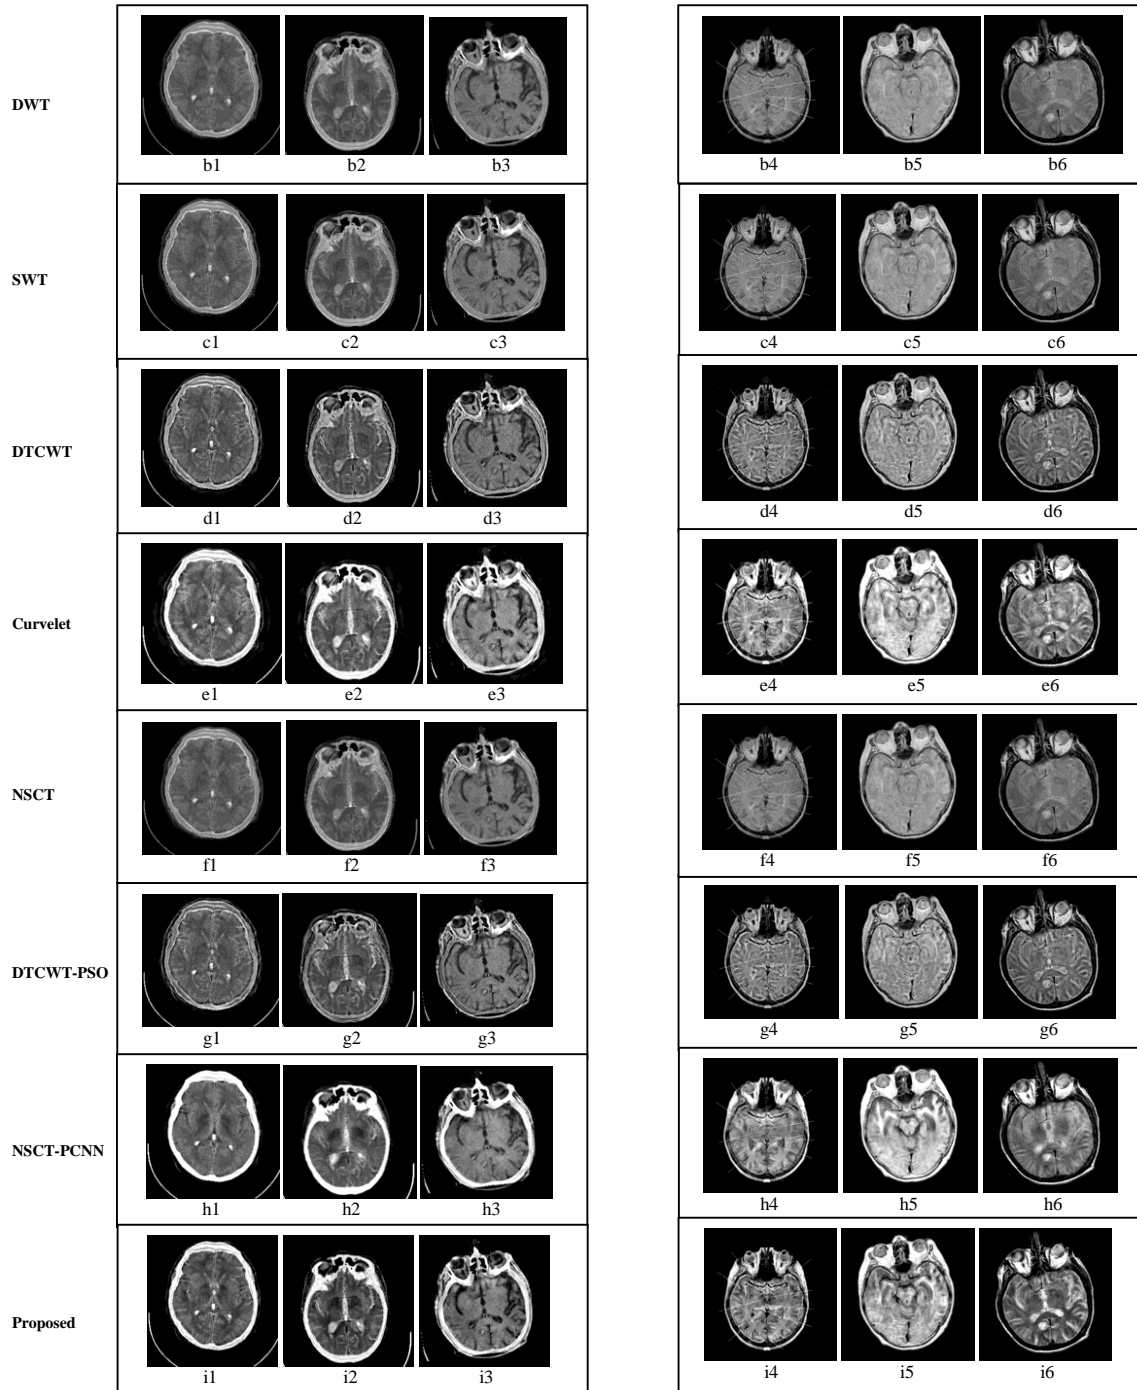 DWT
b1 b2 b3 b4 b5 b6
SWT
c1 c2 c3 c4 c5 c6
DTCWT
d1 d2 d3 d4 d5 d6
Curvelet
e1 e2 e3 e4 e5 e6
NSCT
f1 f2 f3 f4 f5 f6
DTCWT-PSO
g1 g2 g3 g4 g5 g6
NSCT-PCNN
h1 h2 h3 h4 h5 h6
Proposed
i1 i2 i3 i4 i5 i6